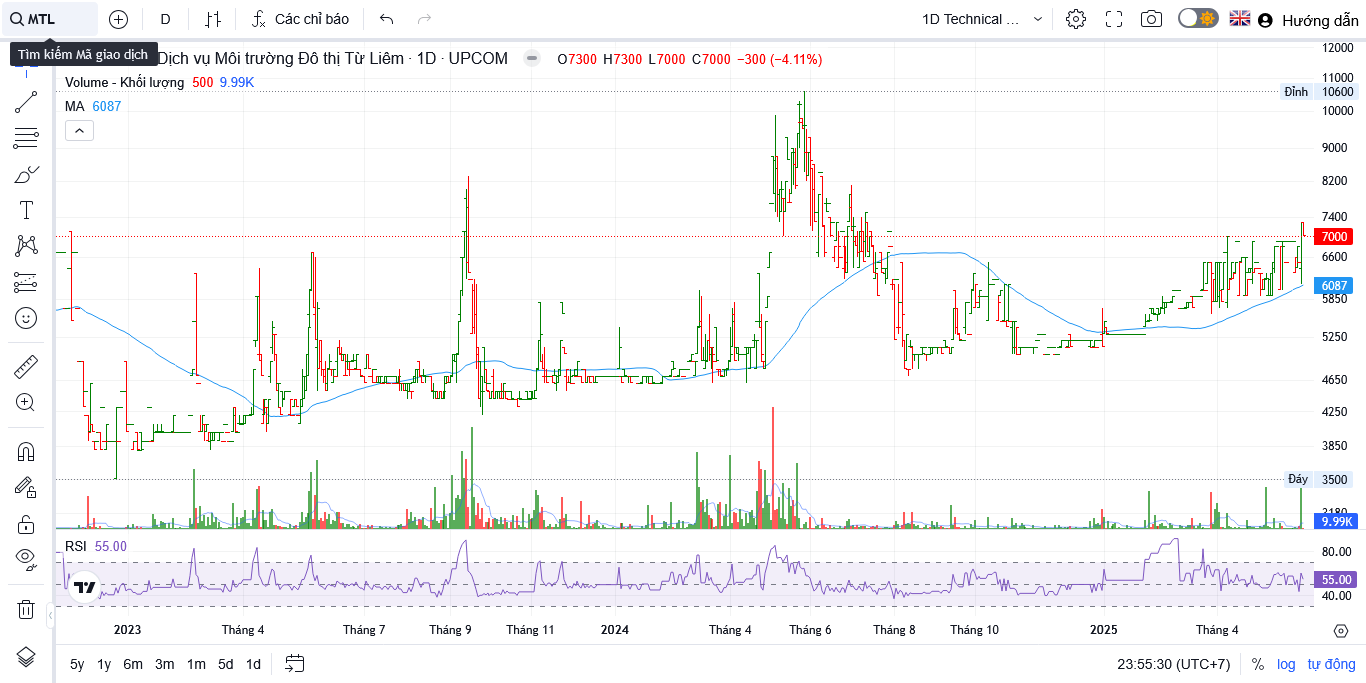 MTL
D
Các chỉ báo
1D Technical ...
Hướng dẫn
Tìm kiếm Mã giao dịch
Dịch vụ Môi trường Đô thị Từ Liêm · 1D · UPCOM
O7300 H7300 L7000 C7000 −300 (−4.11%)
Volume - Khối lượng 500 9.99K
MA 6087
12000
11000
Đỉnh 10600
10000
9000
8200
7400
7000
6600
6087
5850
5250
4650
4250
3850
Đáy 3500
3180
9.99K
RSI 55.00
80.00
55.00
40.00
2023 Tháng 4 Tháng 7 Tháng 9 Tháng 11 2024 Tháng 4 Tháng 6 Tháng 8 Tháng 10 2025 Tháng 4
5y 1y 6m 3m 1m 5d 1d
23:55:30 (UTC+7) % log tự động